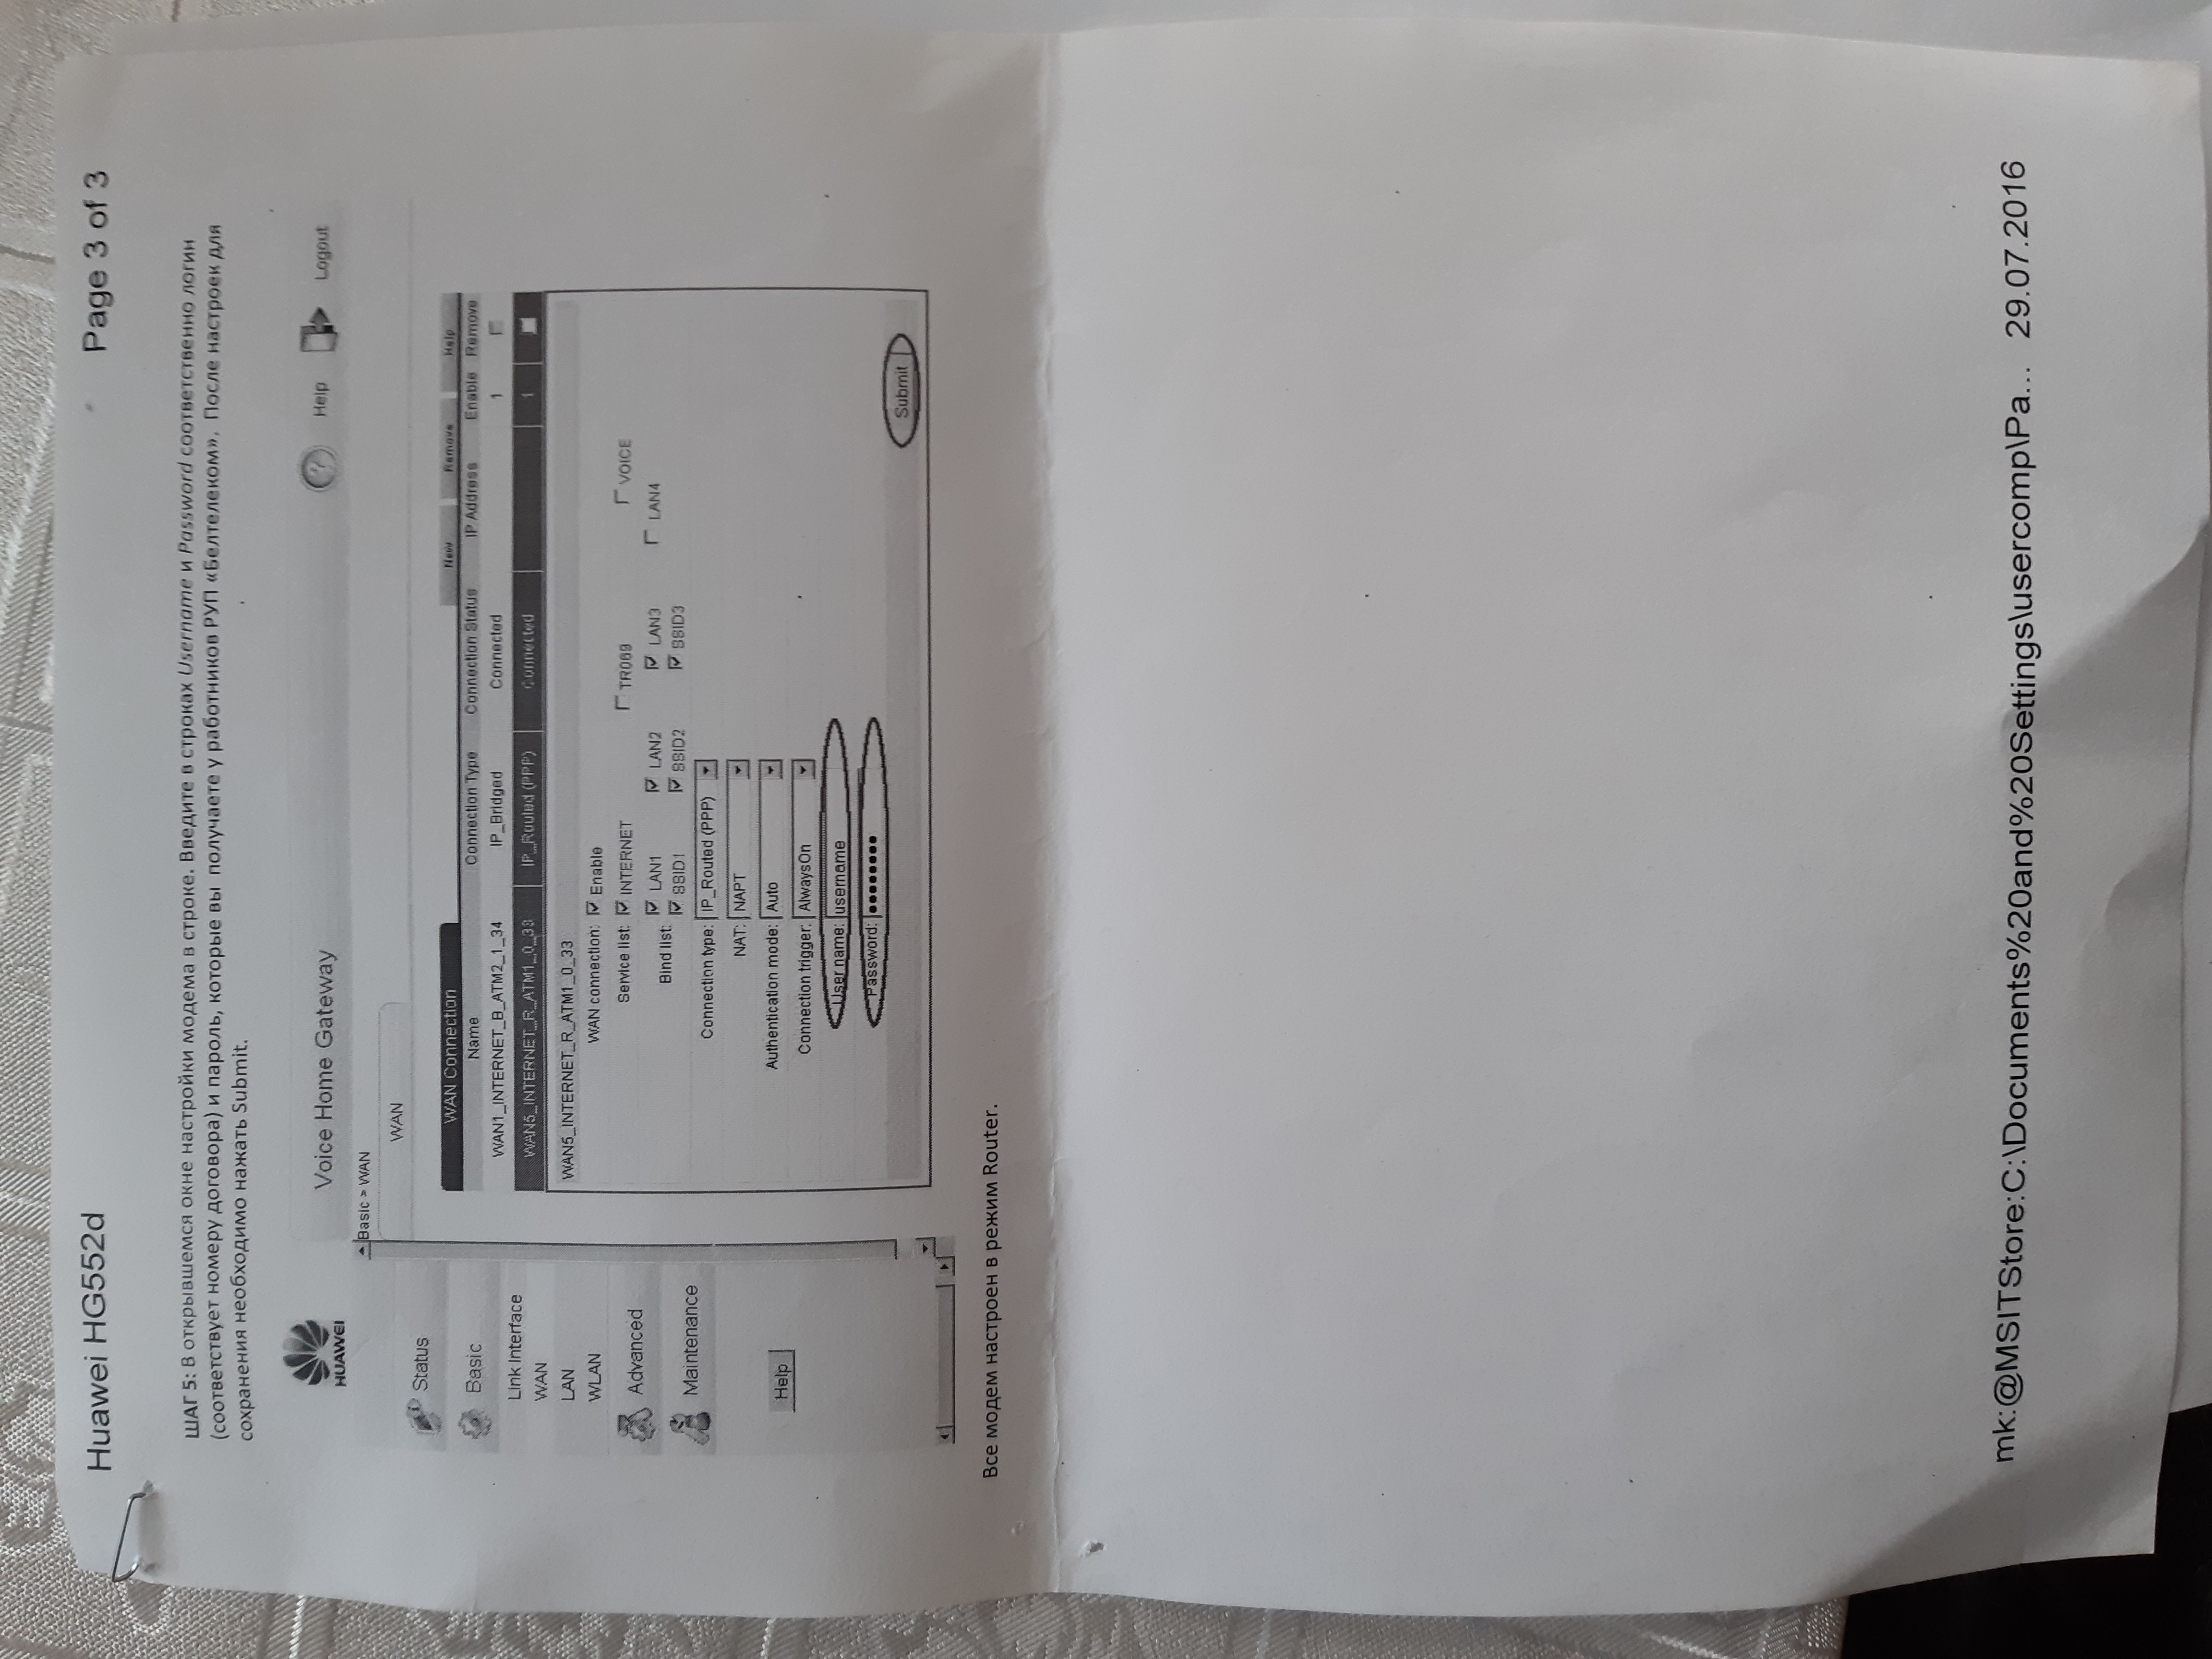 Huawei HG552d
Page 3 of 3
ШАГ 5: В открывшемся окне настройки модема в строке. Введите в строках Username и Password соответственно логин
(соответствует номеру договора) и пароль, которые вы получаете у работников РУП «Белтелеком». После настроек для
сохранения необходимо нажать Submit.
HUAWEI
Voice Home Gateway
Help
Logout
Basic > WAN
WAN
Status
Basic
Link Interface
WAN
LAN
WLAN
Advanced
Maintenance
Help
WAN Connection New Remove Help
Name Connection Type Connection Status IP Address Enable Remove
WAN1_INTERNET_B_ATM2_1_34 IP_Bridged Connected 1
WAN5_INTERNET_R_ATM1_0_33 IP_Routed (PPP) Connected 1
WAN5_INTERNET_R_ATM1_0_33
WAN connection: Enable
Service list: INTERNET TR069 VOICE
Bind list: LAN1 LAN2 LAN3 LAN4
SSID1 SSID2 SSID3
Connection type: IP_Routed (PPP)
NAT: NAPT
Authentication mode: Auto
Connection trigger: AlwaysOn
User name: username
Password: ●●●●●●●●
Submit
Все модем настроен в режим Router.
mk:@MSITStore:C:\Documents%20and%20Settings\usercomp\Pa... 29.07.2016